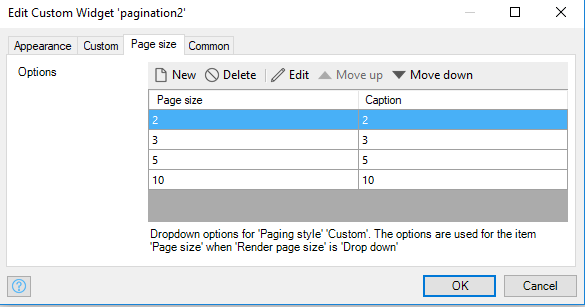 Edit Custom Widget 'pagination2'
Appearance Custom Page size Common
Options
New Delete Edit Move up Move down
Page size Caption
2 2
3 3
5 5
10 10
Dropdown options for 'Paging style' 'Custom'. The options are used for the item
'Page size' when 'Render page size' is 'Drop down'
? OK Cancel